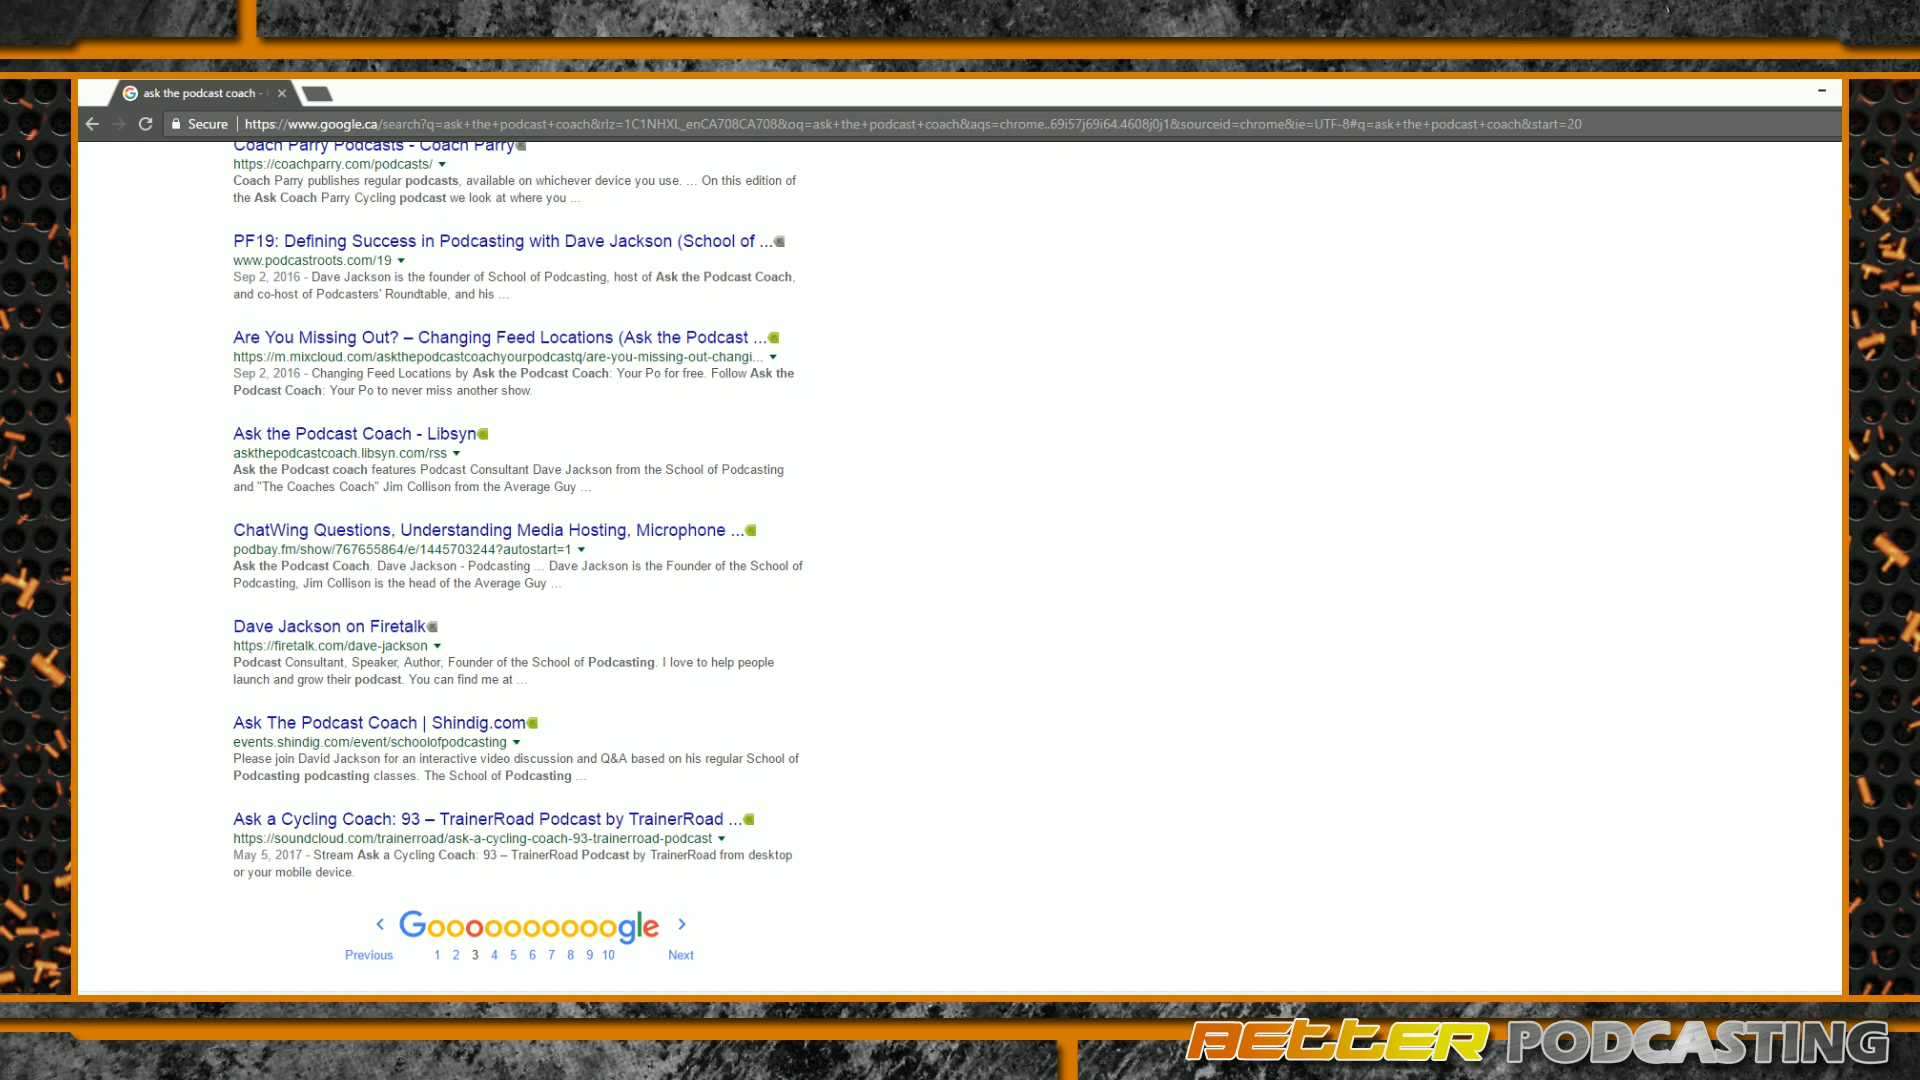 ask the podcast coach -
Secure | https://www.google.ca/search?q=ask+the+podcast+coach&rlz=1C1NHXL_enCA708CA708&oq=ask+the+podcast+coach&aqs=chrome..69i57j69i64.4608j0j1&sourceid=chrome&ie=UTF-8#q=ask+the+podcast+coach&start=20
Coach Parry Podcasts - Coach Parry
https://coachparry.com/podcasts/
Coach Parry publishes regular podcasts, available on whichever device you use. ... On this edition of
the Ask Coach Parry Cycling podcast we look at where you ...
PF19: Defining Success in Podcasting with Dave Jackson (School of ...
www.podcastroots.com/19
Sep 2, 2016 - Dave Jackson is the founder of School of Podcasting, host of Ask the Podcast Coach,
and co-host of Podcasters' Roundtable, and his ...
Are You Missing Out? – Changing Feed Locations (Ask the Podcast ...
https://m.mixcloud.com/askthepodcastcoachyourpodcastq/are-you-missing-out-changi...
Sep 2, 2016 - Changing Feed Locations by Ask the Podcast Coach: Your Po for free. Follow Ask the
Podcast Coach: Your Po to never miss another show.
Ask the Podcast Coach - Libsyn
askthepodcastcoach.libsyn.com/rss
Ask the Podcast coach features Podcast Consultant Dave Jackson from the School of Podcasting
and "The Coaches Coach" Jim Collison from the Average Guy ...
ChatWing Questions, Understanding Media Hosting, Microphone ...
podbay.fm/show/767655864/e/1445703244?autostart=1
Ask the Podcast Coach. Dave Jackson - Podcasting ... Dave Jackson is the Founder of the School of
Podcasting, Jim Collison is the head of the Average Guy ...
Dave Jackson on Firetalk
https://firetalk.com/dave-jackson
Podcast Consultant, Speaker, Author, Founder of the School of Podcasting. I love to help people
launch and grow their podcast. You can find me at ...
Ask The Podcast Coach | Shindig.com
events.shindig.com/event/schoolofpodcasting
Please join David Jackson for an interactive video discussion and Q&A based on his regular School of
Podcasting podcasting classes. The School of Podcasting ...
Ask a Cycling Coach: 93 – TrainerRoad Podcast by TrainerRoad ...
https://soundcloud.com/trainerroad/ask-a-cycling-coach-93-trainerroad-podcast
May 5, 2017 - Stream Ask a Cycling Coach: 93 – TrainerRoad Podcast by TrainerRoad from desktop
or your mobile device.
Goooooooooogle
Previous 1 2 3 4 5 6 7 8 9 10 Next
BETTER PODCASTING